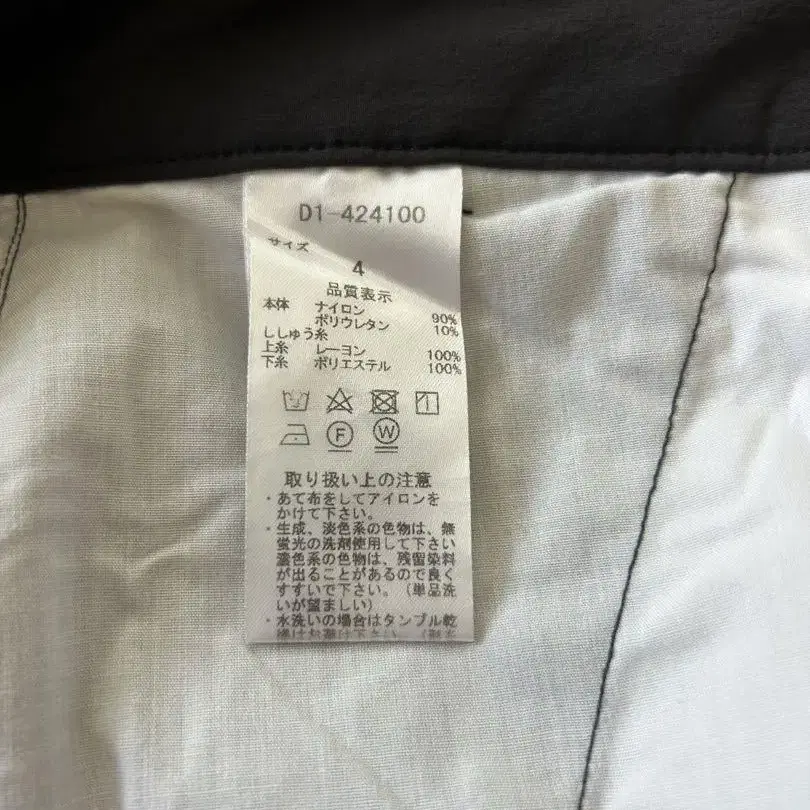 D1-424100
サイズ
4
品質表示
本体 ナイロン 90%
ポリウレタン 10%
ししゅう糸
上糸 レーヨン 100%
下糸 ポリエステル 100%
F W
取り扱い上の注意
・あて布をしてアイロンを
かけて下さい。
・生成、淡色系の色物は、無
蛍光の洗剤使用して下さい
濃色系の色物は、残留染料
が出ることがあるので良く
すすいで下さい。（単品洗
いが望ましい）
・水洗いの場合はタンブル乾